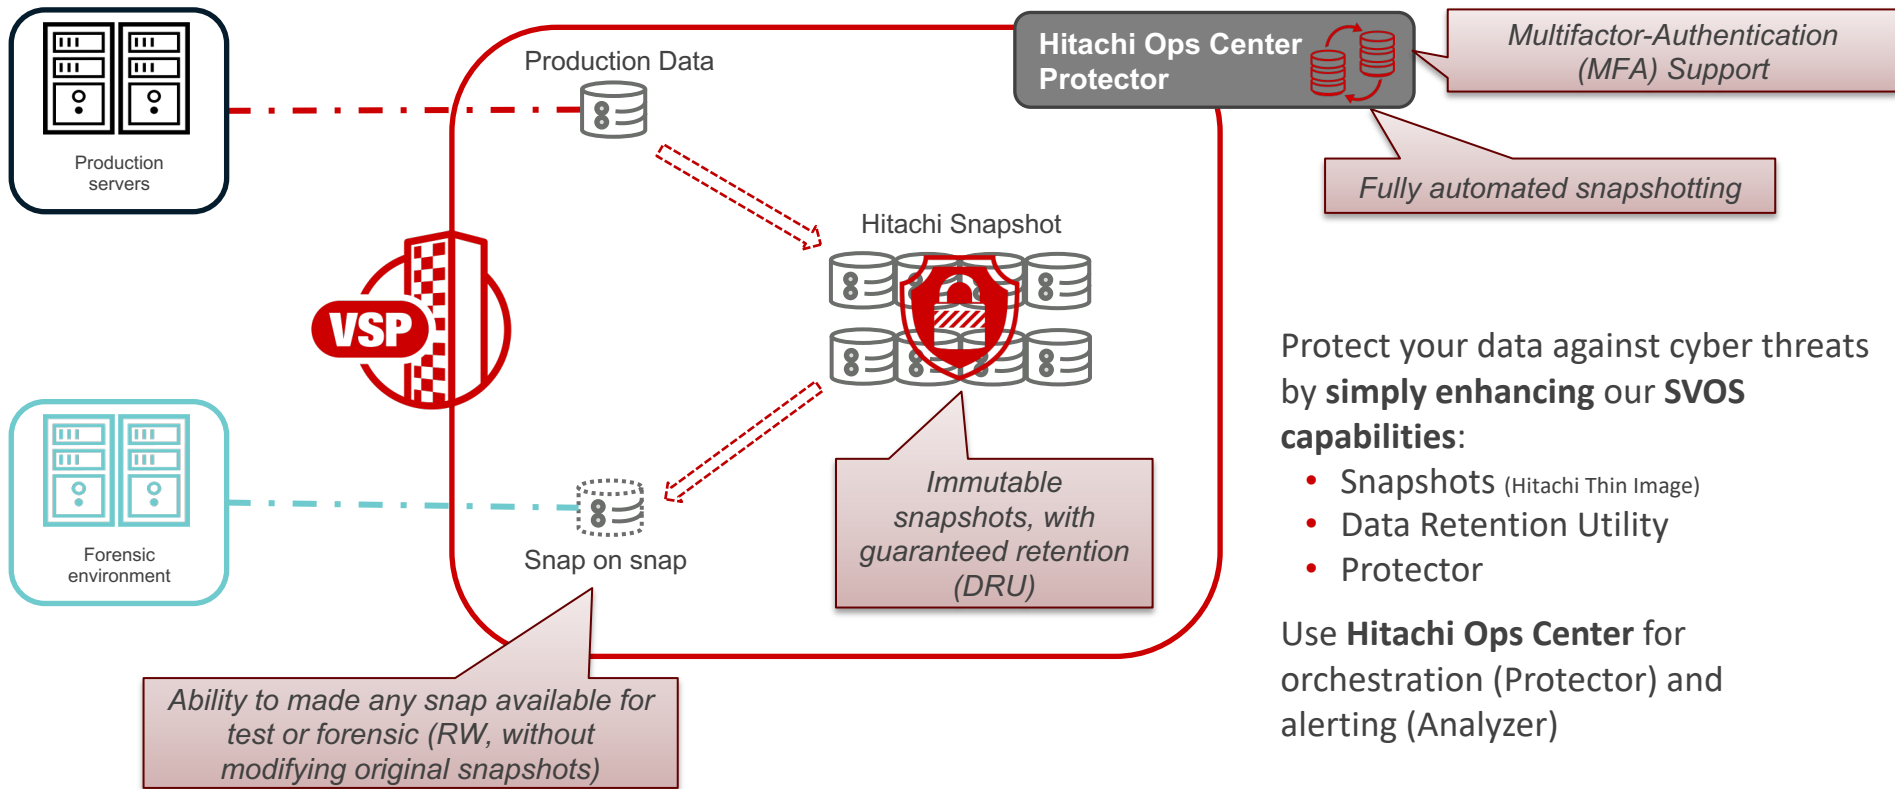 Production
servers
Production Data
Hitachi Ops Center
Protector
Multifactor-Authentication
(MFA) Support
Fully automated snapshotting
Hitachi Snapshot
VSP
Immutable
snapshots, with
guaranteed retention
(DRU)
Forensic
environment
Snap on snap
Ability to made any snap available for
test or forensic (RW, without
modifying original snapshots)
Protect your data against cyber threats
by simply enhancing our SVOS
capabilities:
• Snapshots (Hitachi Thin Image)
• Data Retention Utility
• Protector
Use Hitachi Ops Center for
orchestration (Protector) and
alerting (Analyzer)